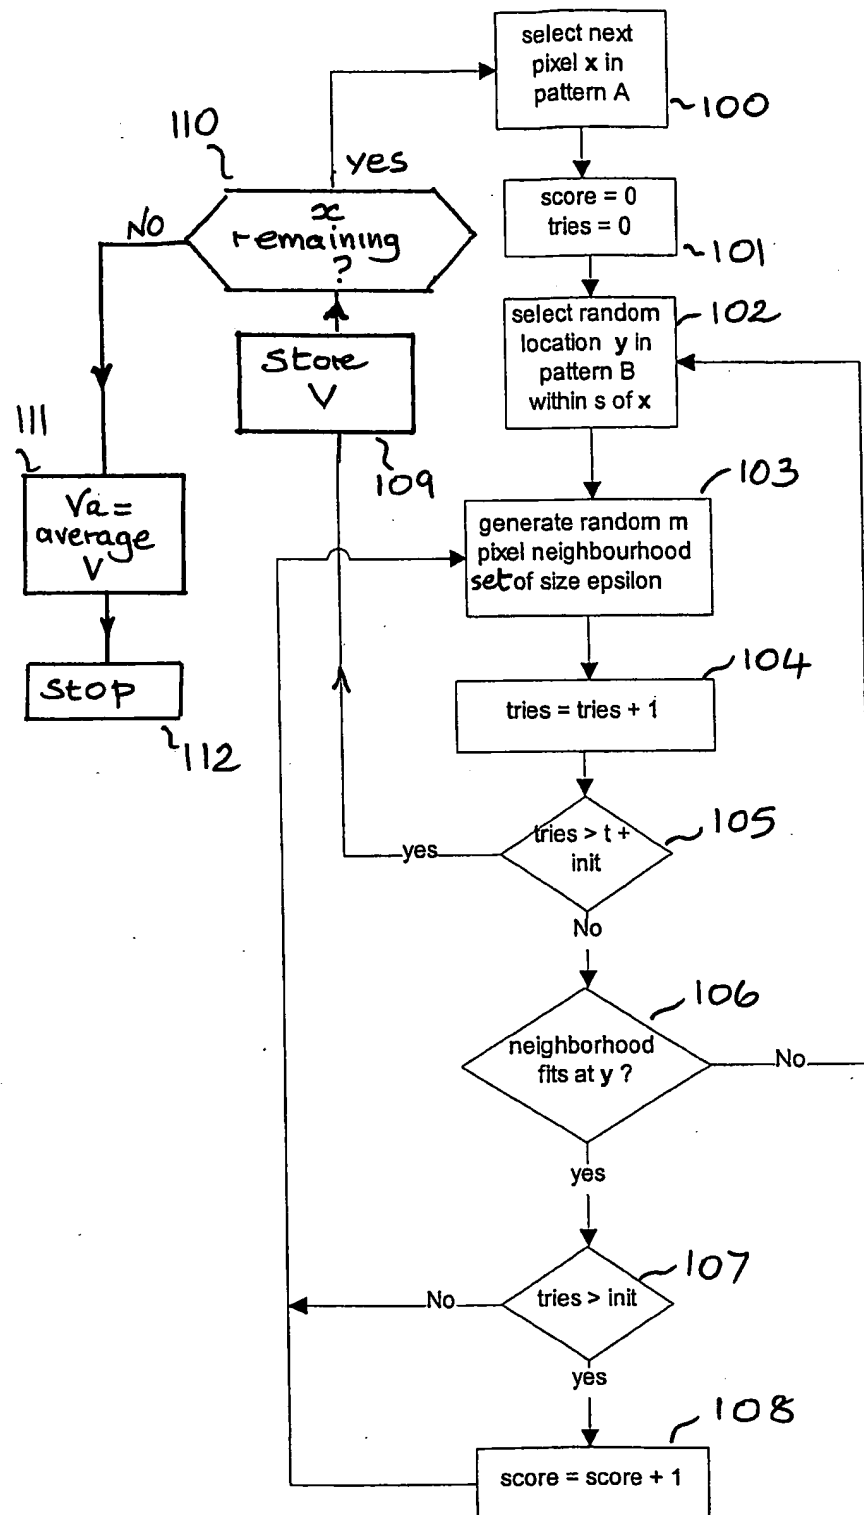 select next
pixel x in
pattern A
100
110
yes
x
remaining
?
NO
score = 0
tries = 0
101
select random
location y in
pattern B
within s of x
102
Store
V
109
111
Va =
average
V
generate random m
pixel neighbourhood
set of size epsilon
103
Stop
112
tries = tries + 1
104
tries > t +
init
105
yes
No
neighborhood
fits at y ?
106
No
yes
tries > init
107
No
yes
score = score + 1
108